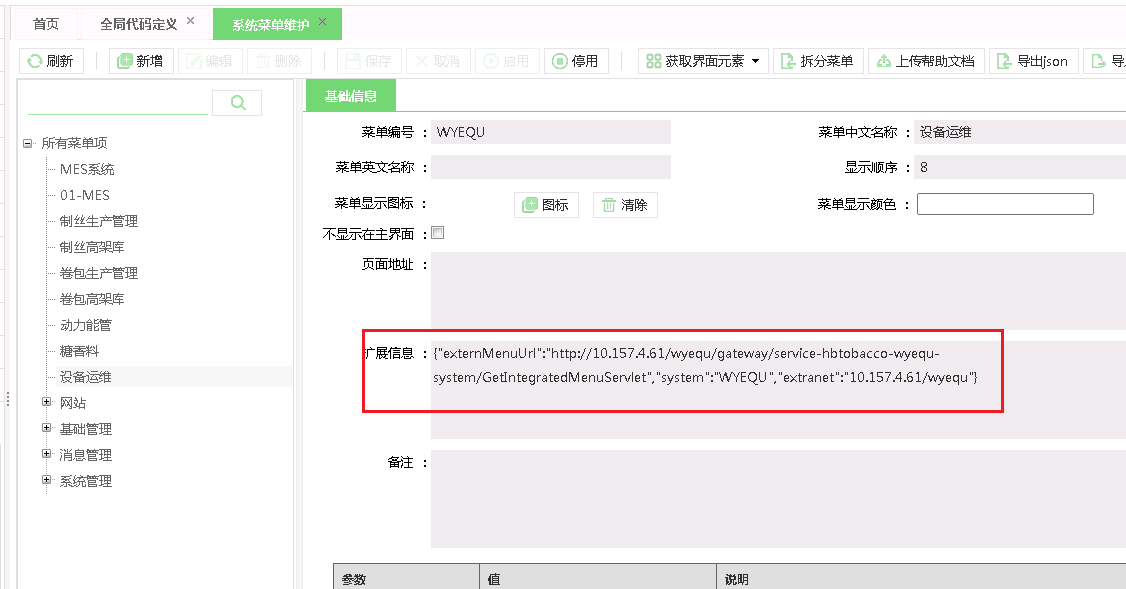 首页
全局代码定义
系统菜单维护
刷新
新增
编辑
删除
保存
取消
启用
停用
获取界面元素
拆分菜单
上传帮助文档
导出json
所有菜单项
MES系统
01-MES
制丝生产管理
制丝高架库
卷包生产管理
卷包高架库
动力能管
糖香料
设备运维
网站
基础管理
消息管理
系统管理
基础信息
菜单编号 : WYEQU
菜单中文名称 : 设备运维
菜单英文名称 :
显示顺序 : 8
菜单显示图标 : 图标 清除
菜单显示颜色 :
不显示在主界面 :
页面地址 :
扩展信息 : {"externMenuUrl":"http://10.157.4.61/wyequ/gateway/service-hbtobacco-wyequ-
system/GetIntegratedMenuServlet","system":"WYEQU","extranet":"10.157.4.61/wyequ"}
备注 :
参数 值 说明